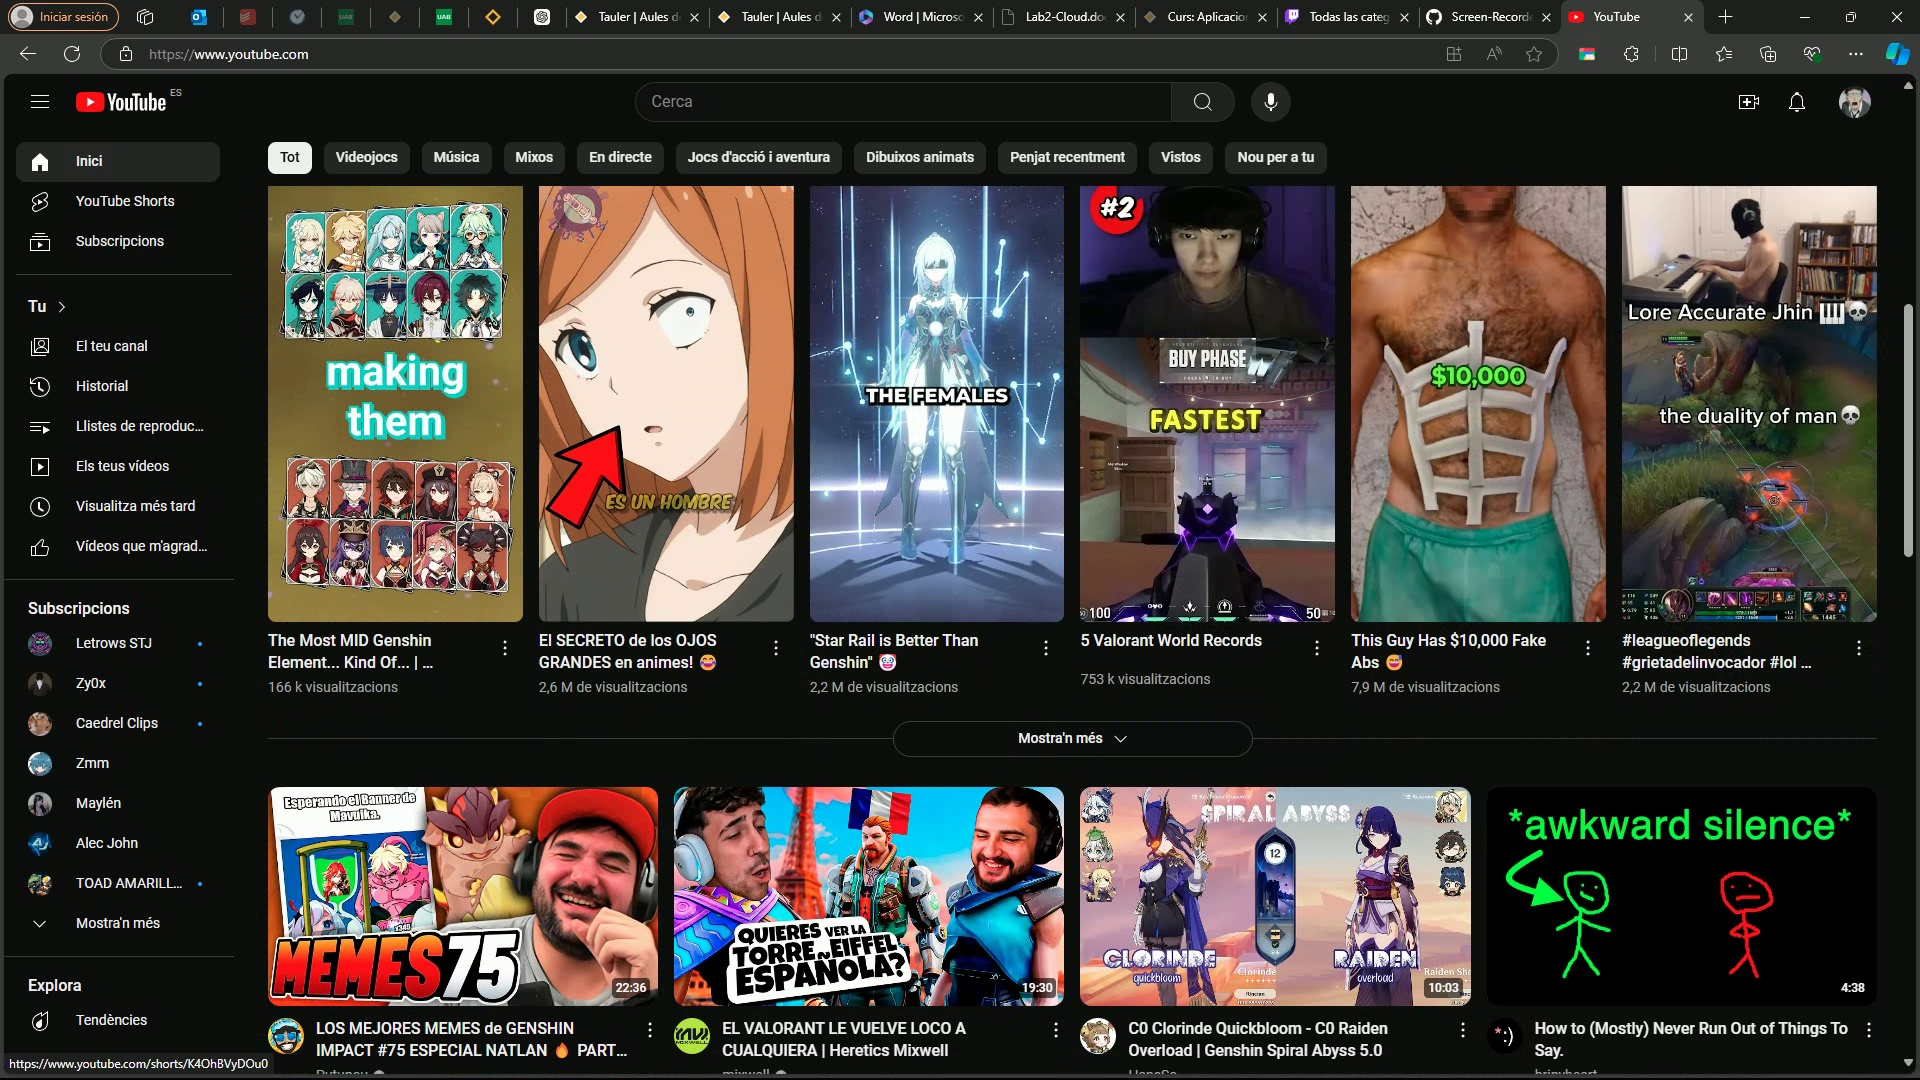 Iniciar sesión
Tauler | Aules d
Tauler | Aules d
Word | Microso
Lab2-Cloud.do
Curs: Aplicacio
Todas las categ
Screen-Recorde
YouTube
https://www.youtube.com
YouTube ES
Cerca
Tot
Videojocs
Música
Mixos
En directe
Jocs d'acció i aventura
Dibuixos animats
Penjat recentment
Vistos
Nou per a tu
Inici
YouTube Shorts
Subscripcions
Tu
El teu canal
Historial
Llistes de reproduc...
Els teus vídeos
Visualitza més tard
Vídeos que m'agrad...
Subscripcions
Letrows STJ
Zy0x
Caedrel Clips
Zmm
Maylén
Alec John
TOAD AMARILL...
Mostra'n més
Explora
Tendències
https://www.youtube.com/shorts/K4OhBVyDOu0
making
them
The Most MID Genshin
Element... Kind Of... | ...
166 k visualitzacions
ES UN HOMBRE
El SECRETO de los OJOS
GRANDES en animes! 😂
2,6 M de visualitzacions
THE FEMALES
"Star Rail is Better Than
Genshin" 🤡
2,2 M de visualitzacions
#2
BUY PHASE
FASTEST
100
50
5 Valorant World Records
753 k visualitzacions
$10,000
This Guy Has $10,000 Fake
Abs 😅
7,9 M de visualitzacions
Lore Accurate Jhin 🎹💀
the duality of man💀
#leagueoflegends
#grietadelinvocador #lol ...
2,2 M de visualitzacions
Mostra'n més
Esperando el Banner de
Mavuika.
MEMES75
22:36
LOS MEJORES MEMES de GENSHIN
IMPACT #75 ESPECIAL NATLAN 🔥 PART...
QUIERES VER LA
TORRE EIFFEL
ESPAÑOLA?
19:30
EL VALORANT LE VUELVE LOCO A
CUALQUIERA | Heretics Mixwell
SPIRAL ABYSS
12
CLORINDE
quickbloom
Clorinde
RAIDEN
overload
10:03
C0 Clorinde Quickbloom - C0 Raiden
Overload | Genshin Spiral Abyss 5.0
*awkward silence*
4:38
How to (Mostly) Never Run Out of Things To
Say.